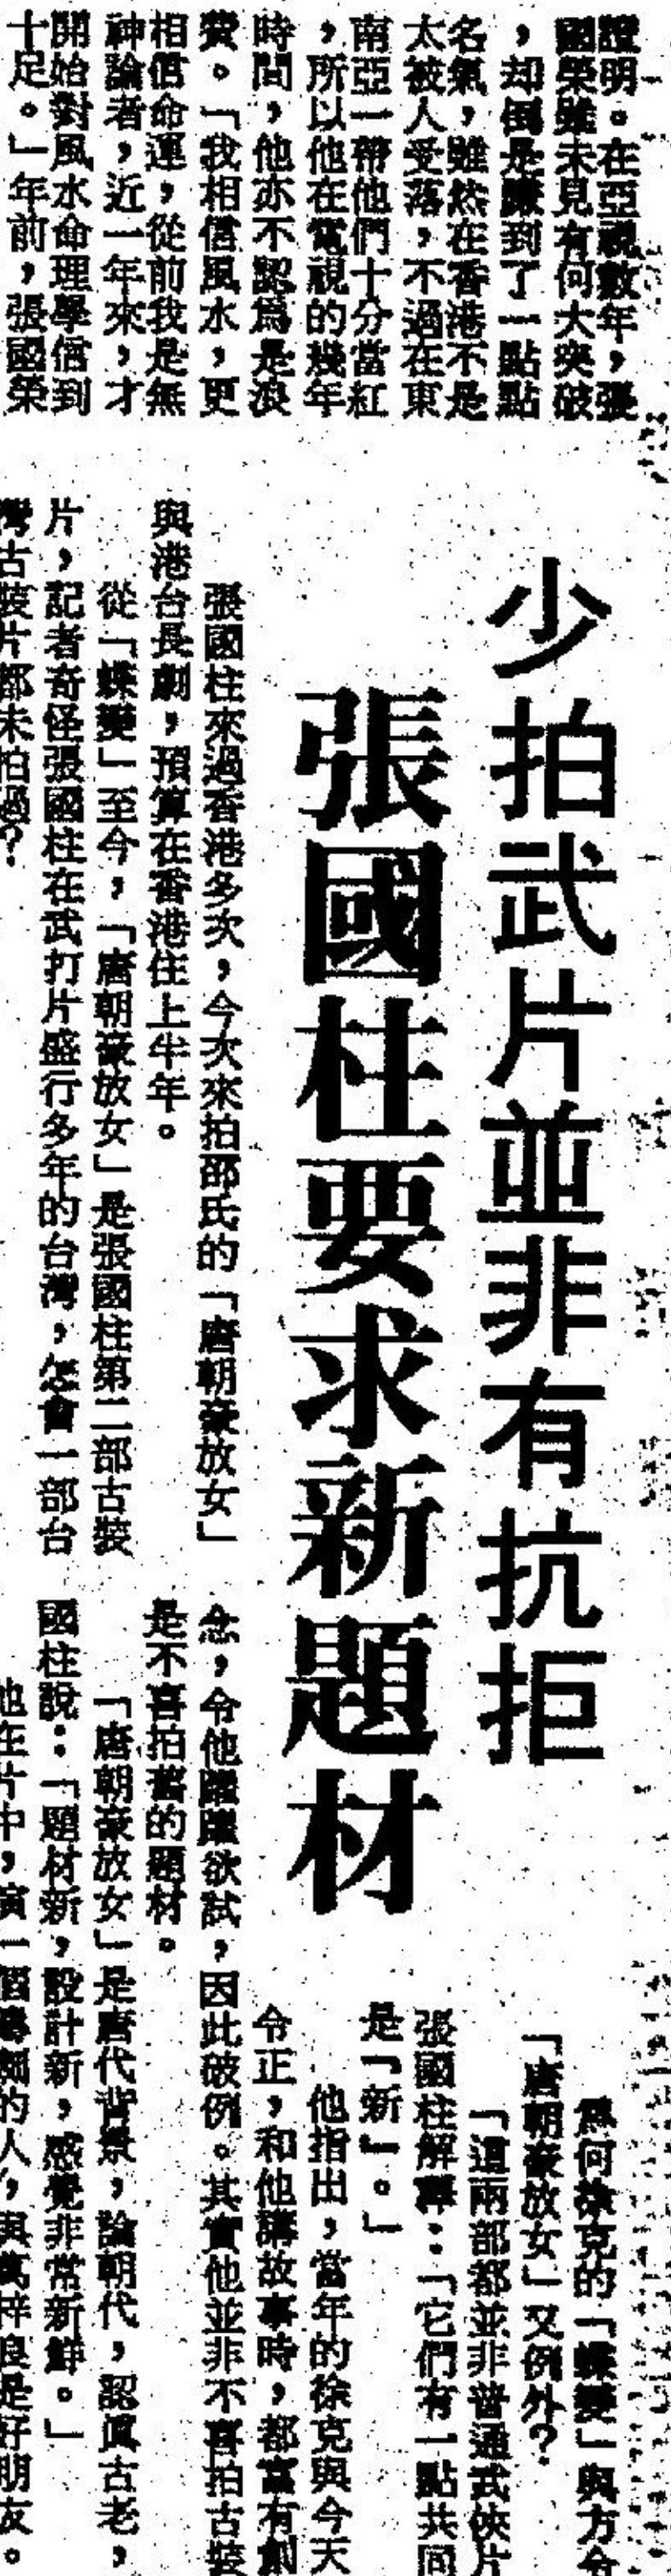 證明。在亞視數年，張
國榮雖未見有何大突破
，却倒是賺到了一點點
名氣，雖然在香港不是
太被人受落，不過在東
南亞一帶他們十分當紅
，所以他在電視的幾年
時間，他亦不認為是浪
費。「我相信風水，更
相信命運，從前我是無
神論者，近一年來，才
開始對風水命理學信到
十足。」年前，張國榮
少拍武片並非有抗拒
張國柱要求新題材
張國柱來過香港多次，今次來拍邵氏的「唐朝豪放女」
與港台長劇，預算在香港住上半年。
從「蝶變」至今，「唐朝豪放女」是張國柱第二部古裝
片，記者奇怪張國柱在武打片盛行多年的台灣，怎會一部台
灣古裝片都未拍過？
為何徐克的「蝶變」與方令
「唐朝豪放女」又例外？
「這兩部都並非普通武俠片
張國柱解釋：「它們有一點共同
是「新」。」
他指出，當年的徐克與今天
令正，和他講故事時，都富有創
念，令他躍躍欲試，因此破例。其實他並非不喜拍古裝
是不喜拍舊的題材。
「唐朝豪放女」是唐代背景，論朝代，認真古老，
國柱說：「題材新，設計新，感覺非常新鮮。」
他在片中，演一個痴的人，與萬梓良是好朋友。